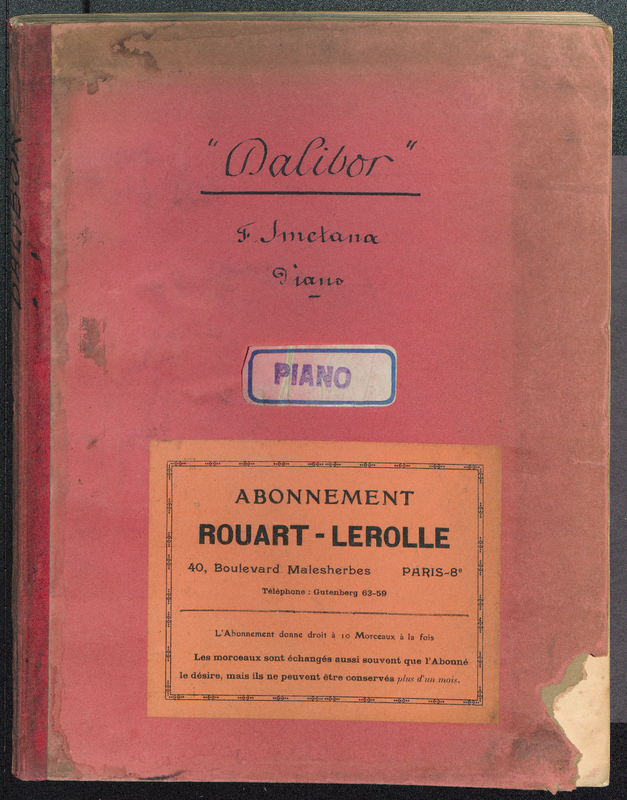 "Dalibor"
F. Smetana
Piano
PIANO
ABONNEMENT
ROUART - LEROLLE
40, Boulevard Malesherbes PARIS-8e
Téléphone : Gutenberg 63-59
L'Abonnement donne droit à 10 Morceaux à la fois
Les morceaux sont échangés aussi souvent que l'Abonné
le désire, mais ils ne peuvent être conservés plus d'un mois.
DALIBOR